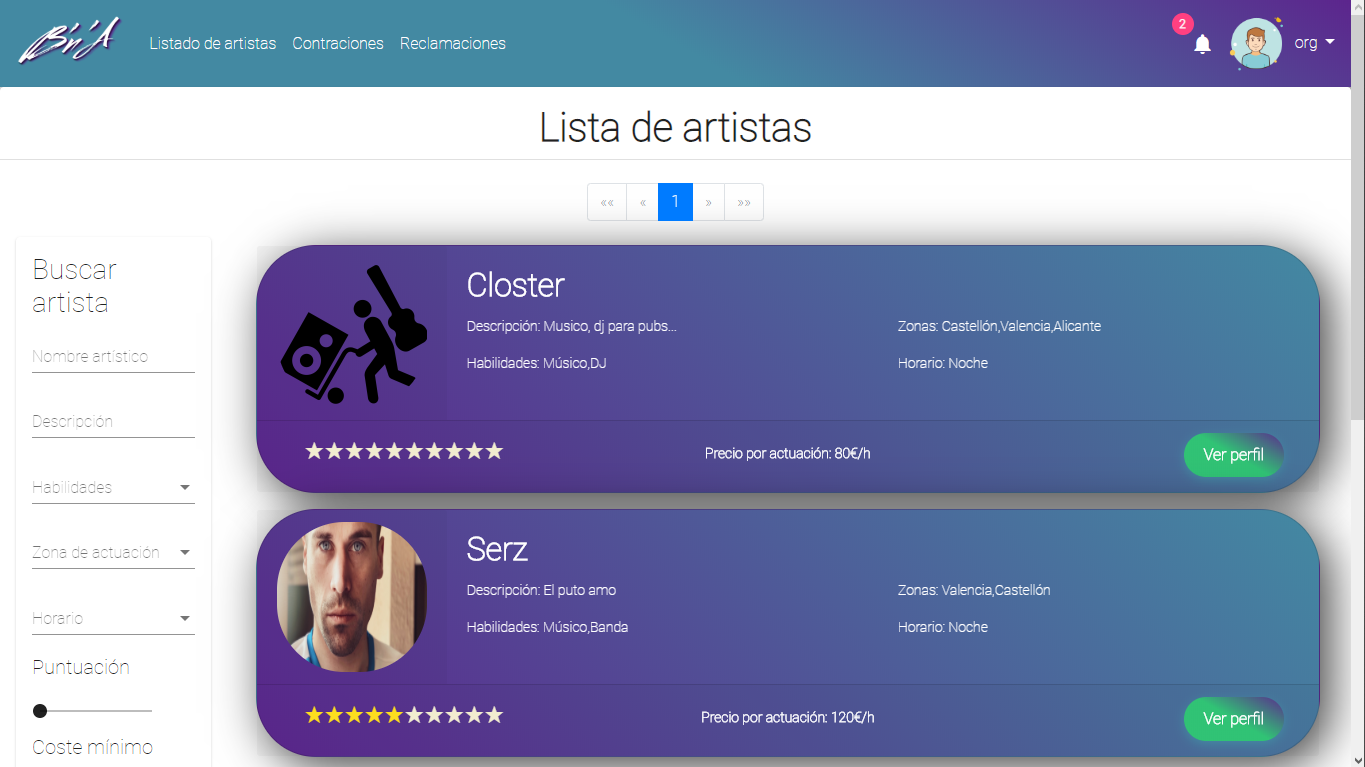 B'n'A
Listado de artistas
Contraciones
Reclamaciones
2
org
Lista de artistas
««
«
1
»
»»
Buscar
artista
Nombre artístico
Descripción
Habilidades
Zona de actuación
Horario
Puntuación
Coste mínimo
Closter
Descripción: Musico, dj para pubs...
Zonas: Castellón,Valencia,Alicante
Habilidades: Músico,DJ
Horario: Noche
Precio por actuación: 80€/h
Ver perfil
Serz
Descripción: El puto amo
Zonas: Valencia,Castellón
Habilidades: Músico,Banda
Horario: Noche
Precio por actuación: 120€/h
Ver perfil